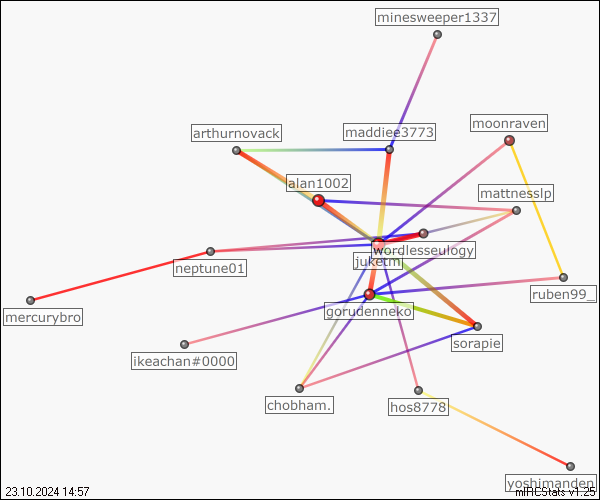 minesweeper1337
moonraven
arthurnovack
maddiee3773
alan1002
mattnesslp
wordlesseulogy
juketm
neptune01
ruben99_
mercurybro
gorudenneko
sorapie
ikeachan#0000
chobham.
hos8778
yoshimanden
23.10.2024 14:57
mIRCStats v1.25